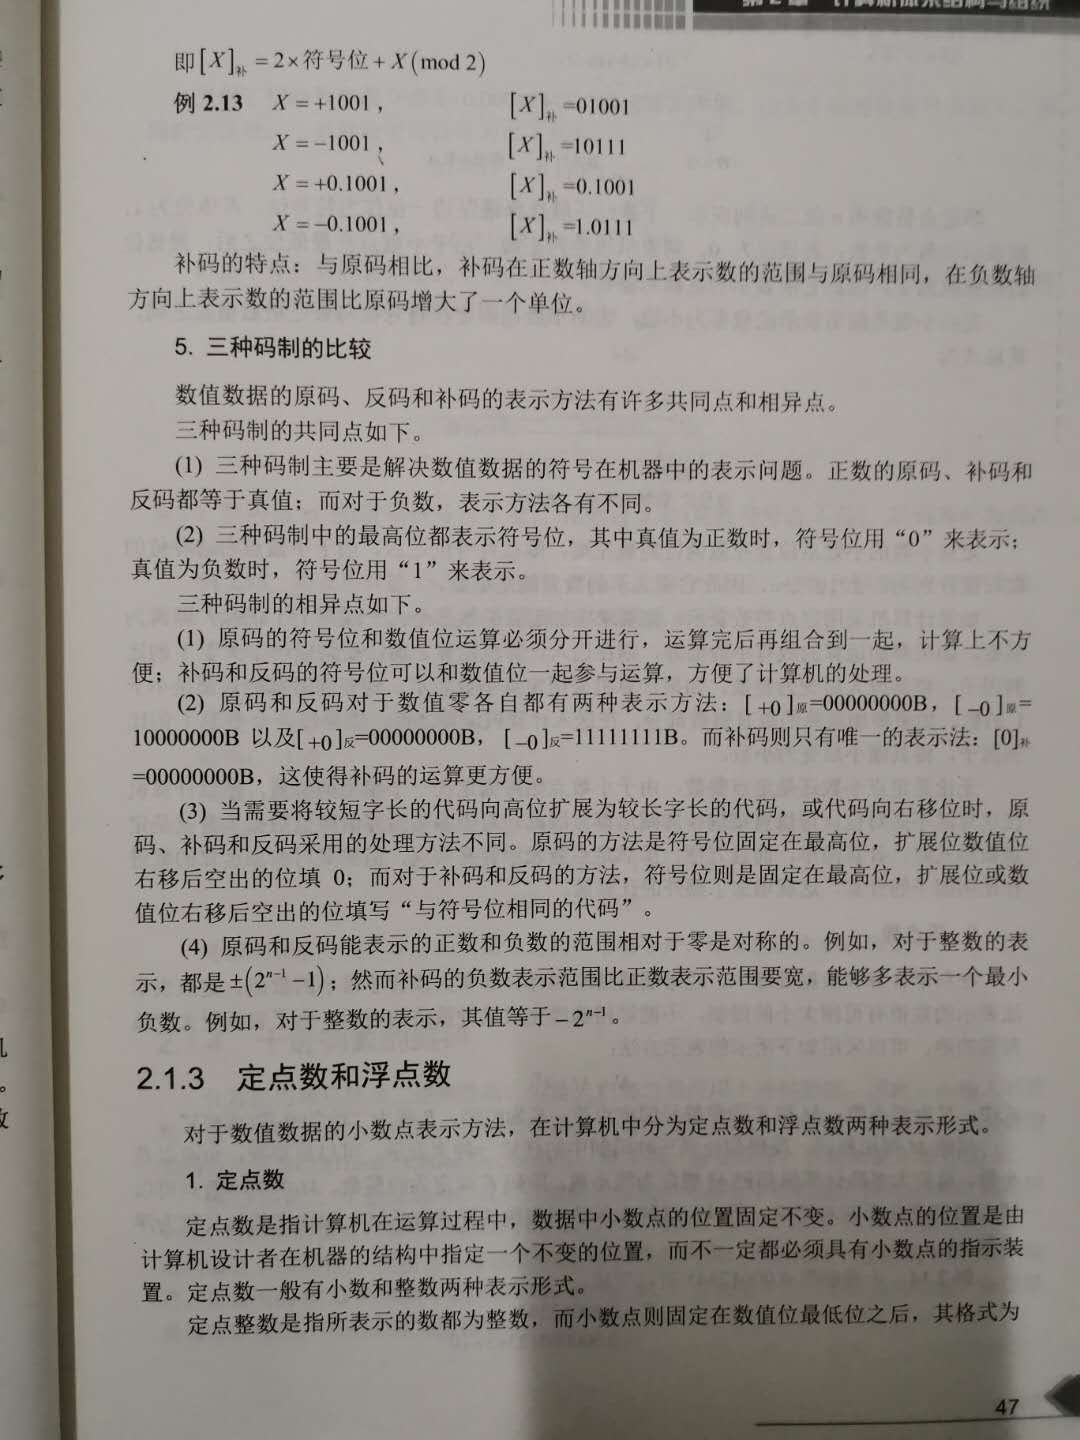 第2章 计算机体系结构与组织
即[X]补 = 2×符号位 + X(mod 2)
例 2.13 X = +1001， [X]补 =01001
X = −1001， [X]补 =10111
X = +0.1001， [X]补 =0.1001
X = −0.1001， [X]补 =1.0111
补码的特点：与原码相比，补码在正数轴方向上表示数的范围与原码相同，在负数轴
方向上表示数的范围比原码增大了一个单位。
5. 三种码制的比较
数值数据的原码、反码和补码的表示方法有许多共同点和相异点。
三种码制的共同点如下。
(1) 三种码制主要是解决数值数据的符号在机器中的表示问题。正数的原码、补码和
反码都等于真值；而对于负数，表示方法各有不同。
(2) 三种码制中的最高位都表示符号位，其中真值为正数时，符号位用“0”来表示；
真值为负数时，符号位用“1”来表示。
三种码制的相异点如下。
(1) 原码的符号位和数值位运算必须分开进行，运算完后再组合到一起，计算上不方
便；补码和反码的符号位可以和数值位一起参与运算，方便了计算机的处理。
(2) 原码和反码对于数值零各自都有两种表示方法：[+0]原=00000000B，[−0]原=
10000000B 以及[+0]反=00000000B，[−0]反=11111111B。而补码则只有唯一的表示法：[0]补
=00000000B，这使得补码的运算更方便。
(3) 当需要将较短字长的代码向高位扩展为较长字长的代码，或代码向右移位时，原
码、补码和反码采用的处理方法不同。原码的方法是符号位固定在最高位，扩展位数值位
右移后空出的位填 0；而对于补码和反码的方法，符号位则是固定在最高位，扩展位或数
值位右移后空出的位填写“与符号位相同的代码”。
(4) 原码和反码能表示的正数和负数的范围相对于零是对称的。例如，对于整数的表
示，都是±(2ⁿ⁻¹−1)；然而补码的负数表示范围比正数表示范围要宽，能够多表示一个最小
负数。例如，对于整数的表示，其值等于−2ⁿ⁻¹。
2.1.3 定点数和浮点数
对于数值数据的小数点表示方法，在计算机中分为定点数和浮点数两种表示形式。
1. 定点数
定点数是指计算机在运算过程中，数据中小数点的位置固定不变。小数点的位置是由
计算机设计者在机器的结构中指定一个不变的位置，而不一定都必须具有小数点的指示装
置。定点数一般有小数和整数两种表示形式。
定点整数是指所表示的数都为整数，而小数点则固定在数值位最低位之后，其格式为
47